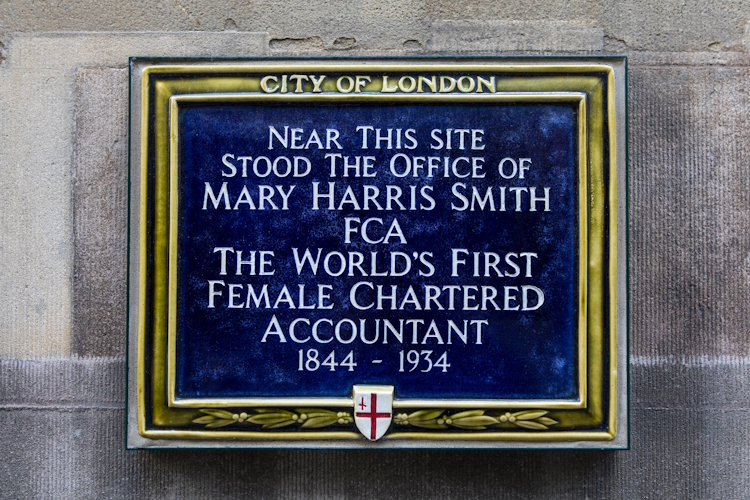 CITY OF LONDON
NEAR THIS SITE
STOOD THE OFFICE OF
MARY HARRIS SMITH
FCA
THE WORLD'S FIRST
FEMALE CHARTERED
ACCOUNTANT
1844 - 1934